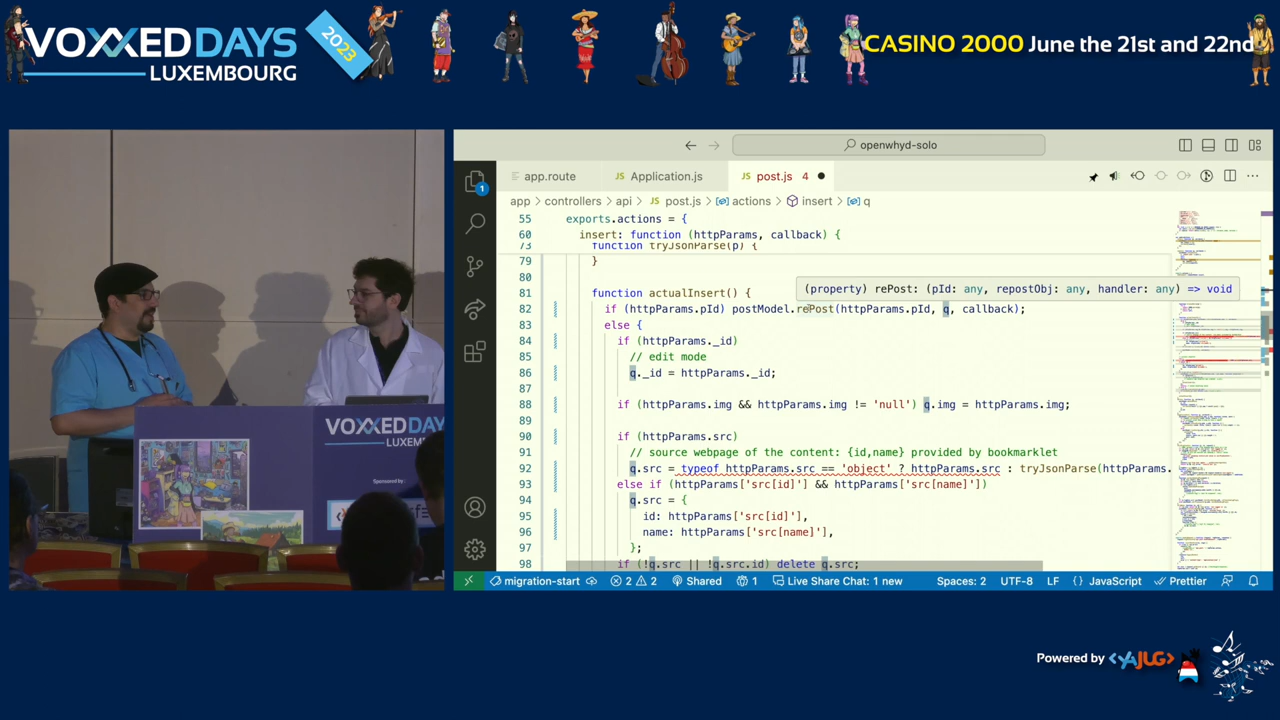 VOXXED DAYS
LUXEMBOURG
2023
CASINO 2000 June the 21st and 22nd
VOXXED DAYS
LUXEMB
Sponsored by
openwhyd-solo
app.route
Application.js
post.js 4
app > controllers > api > post.js > actions > insert > q
55 exports.actions = {
60 insert: function (httpParams, callback) {
73 function tryJsonParse(p) {
79 }
80
81 function actualInsert() {
(property) rePost: (pId: any, repostObj: any, handler: any) => void
82 if (httpParams.pId) postModel.rePost(httpParams.pId, q, callback);
83 else {
84 if (httpParams._id)
85 // edit mode
86 q._id = httpParams._id;
87
88 if (httpParams.img && httpParams.img != 'null') q.img = httpParams.img;
89
90 if (httpParams.src)
91 // source webpage of the content: {id,name} provided by bookmarklet
92 q.src = typeof httpParams.src == 'object' ? httpParams.src : tryJsonParse(httpParams.
93 else if (httpParams['src[id]'] && httpParams['src[name]'])
94 q.src = {
95 id: httpParams['src[id]'],
96 name: httpParams['src[name]'],
97 };
98 if (!q.src || !q.src.id) delete q.src;
1
migration-start 2 2 Shared 1 Live Share Chat: 1 new Spaces: 2 UTF-8 LF {} JavaScript Prettier
Powered by <YAJUG>